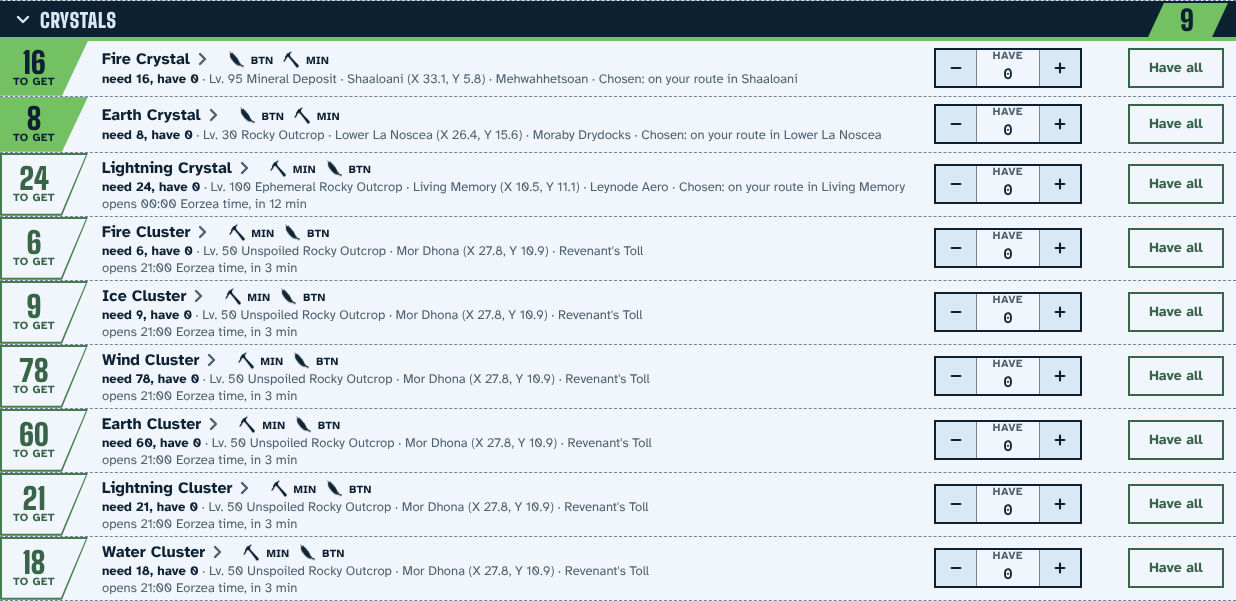 CRYSTALS
9
16
TO GET
Fire Crystal BTN MIN
need 16, have 0 · Lv. 95 Mineral Deposit · Shaaloani (X 33.1, Y 5.8) · Mehwahhetsoan · Chosen: on your route in Shaaloani
HAVE
− 0 +
Have all
8
TO GET
Earth Crystal BTN MIN
need 8, have 0 · Lv. 30 Rocky Outcrop · Lower La Noscea (X 26.4, Y 15.6) · Moraby Drydocks · Chosen: on your route in Lower La Noscea
HAVE
− 0 +
Have all
24
TO GET
Lightning Crystal MIN BTN
need 24, have 0 · Lv. 100 Ephemeral Rocky Outcrop · Living Memory (X 10.5, Y 11.1) · Leynode Aero · Chosen: on your route in Living Memory
opens 00:00 Eorzea time, in 12 min
HAVE
− 0 +
Have all
6
TO GET
Fire Cluster MIN BTN
need 6, have 0 · Lv. 50 Unspoiled Rocky Outcrop · Mor Dhona (X 27.8, Y 10.9) · Revenant's Toll
opens 21:00 Eorzea time, in 3 min
HAVE
− 0 +
Have all
9
TO GET
Ice Cluster MIN BTN
need 9, have 0 · Lv. 50 Unspoiled Rocky Outcrop · Mor Dhona (X 27.8, Y 10.9) · Revenant's Toll
opens 21:00 Eorzea time, in 3 min
HAVE
− 0 +
Have all
78
TO GET
Wind Cluster MIN BTN
need 78, have 0 · Lv. 50 Unspoiled Rocky Outcrop · Mor Dhona (X 27.8, Y 10.9) · Revenant's Toll
opens 21:00 Eorzea time, in 3 min
HAVE
− 0 +
Have all
60
TO GET
Earth Cluster MIN BTN
need 60, have 0 · Lv. 50 Unspoiled Rocky Outcrop · Mor Dhona (X 27.8, Y 10.9) · Revenant's Toll
opens 21:00 Eorzea time, in 3 min
HAVE
− 0 +
Have all
21
TO GET
Lightning Cluster MIN BTN
need 21, have 0 · Lv. 50 Unspoiled Rocky Outcrop · Mor Dhona (X 27.8, Y 10.9) · Revenant's Toll
opens 21:00 Eorzea time, in 3 min
HAVE
− 0 +
Have all
18
TO GET
Water Cluster MIN BTN
need 18, have 0 · Lv. 50 Unspoiled Rocky Outcrop · Mor Dhona (X 27.8, Y 10.9) · Revenant's Toll
opens 21:00 Eorzea time, in 3 min
HAVE
− 0 +
Have all